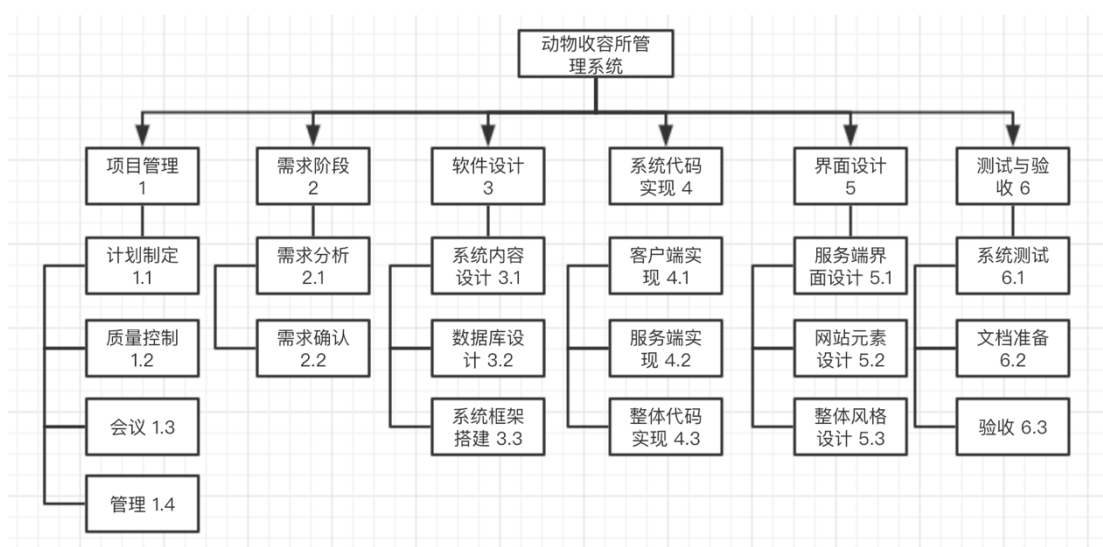 动物收容所管
理系统
项目管理
1
需求阶段
2
软件设计
3
系统代码
实现 4
界面设计
5
测试与验
收 6
计划制定
1.1
需求分析
2.1
系统内容
设计 3.1
客户端实
现 4.1
服务端界
面设计 5.1
系统测试
6.1
质量控制
1.2
需求确认
2.2
数据库设
计 3.2
服务端实
现 4.2
网站元素
设计 5.2
文档准备
6.2
会议 1.3
系统框架
搭建 3.3
整体代码
实现 4.3
整体风格
设计 5.3
验收 6.3
管理 1.4